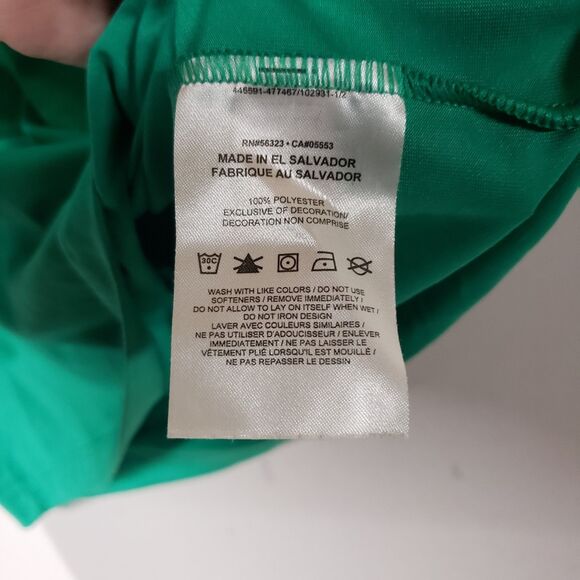 446591-477467/102931-1/2
RN#56323 • CA#05553
MADE IN EL SALVADOR
FABRIQUE AU SALVADOR
100% POLYESTER
EXCLUSIVE OF DECORATION/
DECORATION NON COMPRISE
30C
WASH WITH LIKE COLORS / DO NOT USE
SOFTENERS / REMOVE IMMEDIATELY /
DO NOT ALLOW TO LAY ON ITSELF WHEN WET /
DO NOT IRON DESIGN
LAVER AVEC COULEURS SIMILAIRES /
NE PAS UTILISER D'ADOUCISSEUR / ENLEVER
IMMEDIATEMENT / NE PAS LAISSER LE
VÊTEMENT PLIÉ LORSQU'IL EST MOUILLÉ /
NE PAS REPASSER LE DESSIN